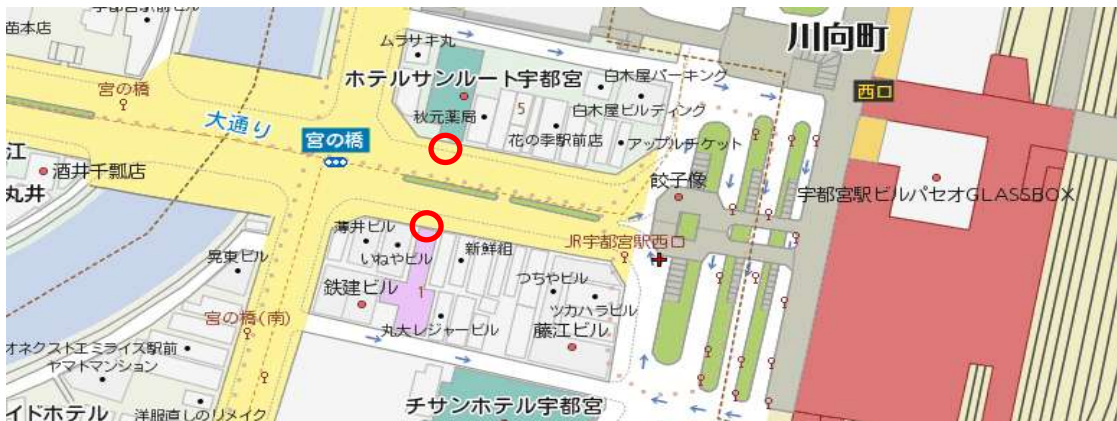 宇都宮駅前ビル
苗本店
川向町
ムラサキ丸
宮の橋
ホテルサンルート宇都宮
白木屋パーキング
西口
大通り
秋元薬局
5
白木屋ビルディング
宮の橋
花の季駅前店
アップルチケット
江
酒井千瓢店
丸井
餃子像
宇都宮駅ビルパセオGLASSBOX
薄井ビル
新鮮組
JR宇都宮駅西口
晃東ビル
いねやビル
つちやビル
鉄建ビル
1
ツカハラビル
宮の橋(南)
丸大レジャービル
藤江ビル
オネクストエミライズ駅前
ヤマトマンション
イドホテル
洋服直しのリメイク
チサンホテル宇都宮